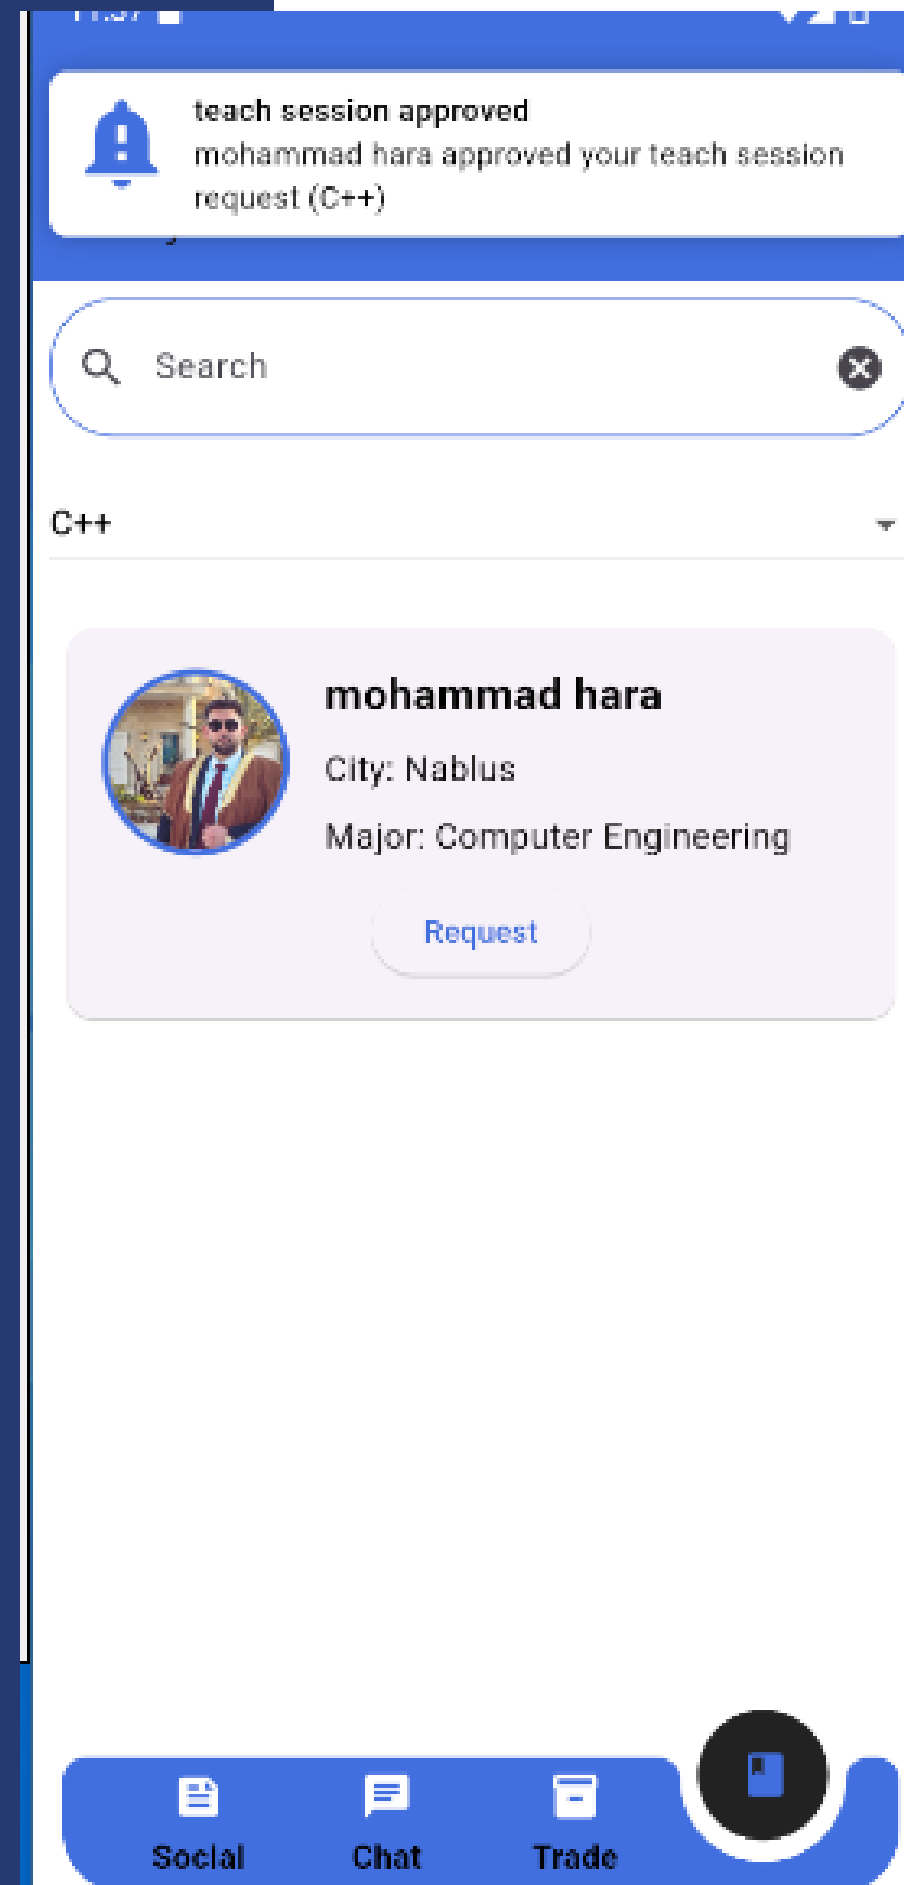 teach session approved
mohammad hara approved your teach session
request (C++)
Search
C++
mohammad hara
City: Nablus
Major: Computer Engineering
Request
Social
Chat
Trade